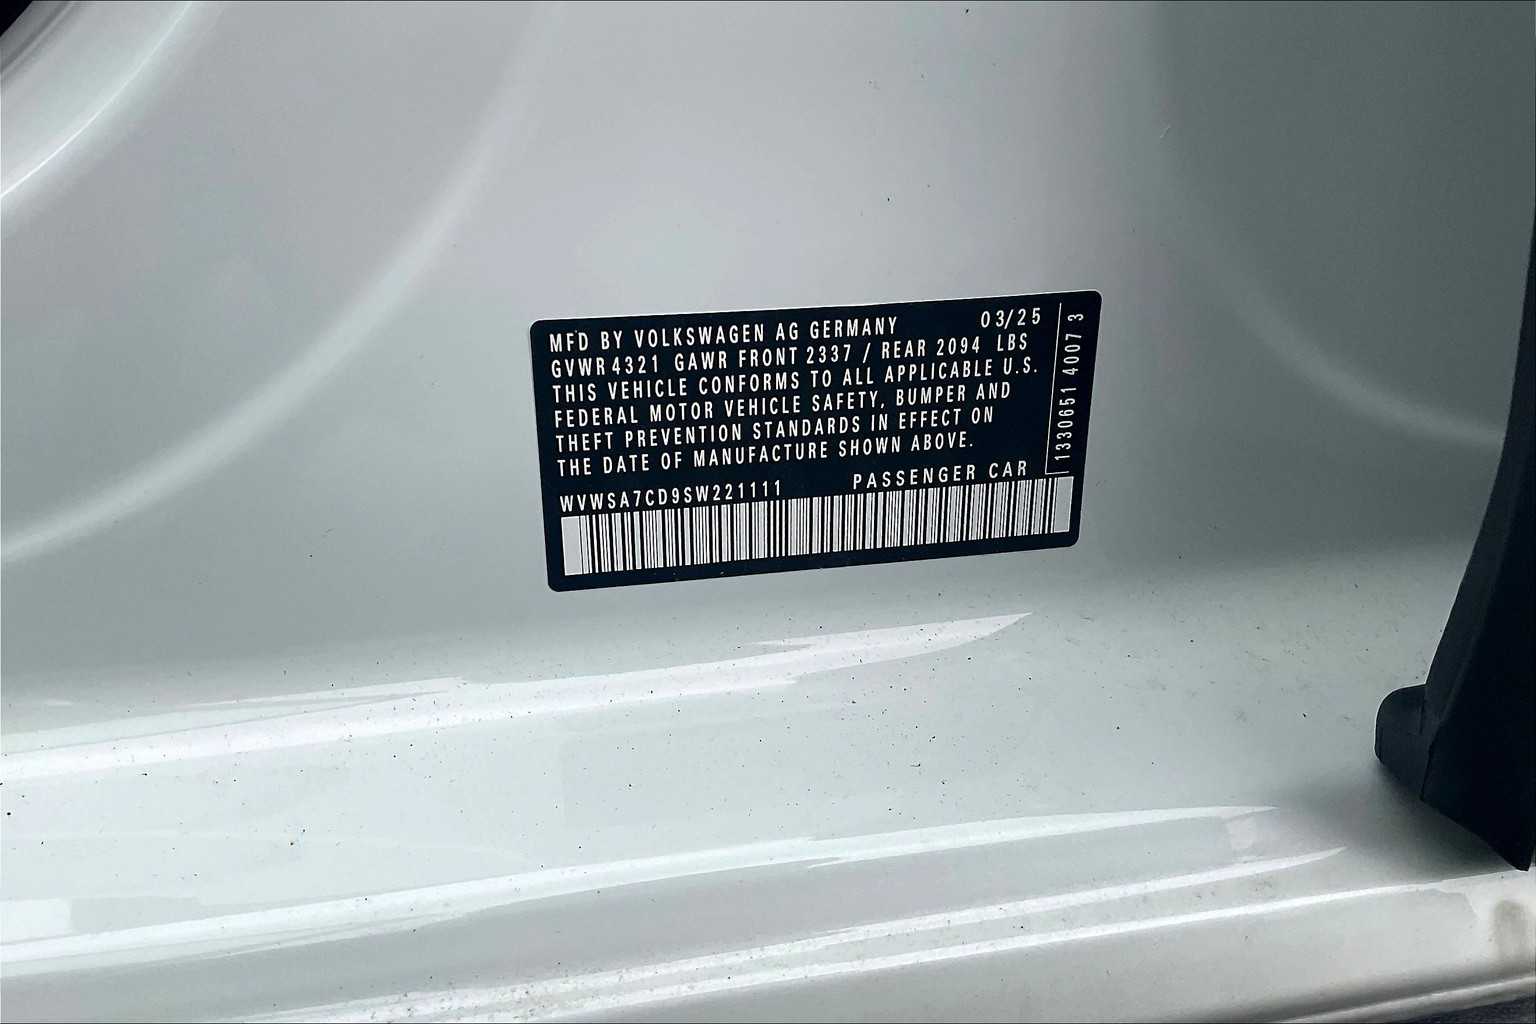 MFD BY VOLKSWAGEN AG GERMANY 03/25
GVWR 4321 GAWR FRONT 2337 / REAR 2094 LBS
THIS VEHICLE CONFORMS TO ALL APPLICABLE U.S.
FEDERAL MOTOR VEHICLE SAFETY, BUMPER AND
THEFT PREVENTION STANDARDS IN EFFECT ON
THE DATE OF MANUFACTURE SHOWN ABOVE.
WVWSA7CD9SW221111 PASSENGER CAR
1330651 4007 3